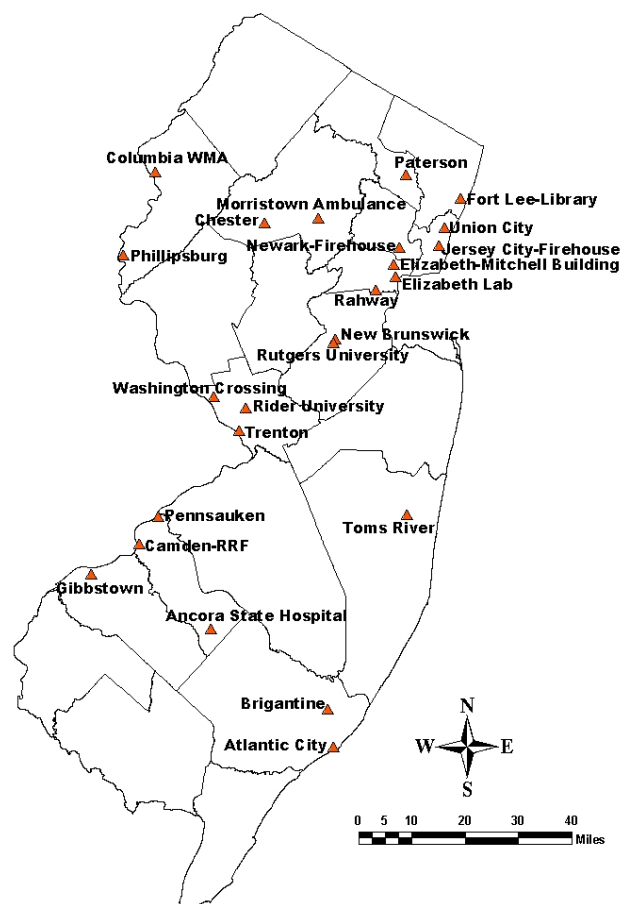 Columbia WMA
Paterson
Morristown Ambulance
Fort Lee-Library
Chester
Union City
Newark-Firehouse
Jersey City-Firehouse
Phillipsburg
Elizabeth-Mitchell Building
Elizabeth Lab
Rahway
New Brunswick
Rutgers University
Washington Crossing
Rider University
Trenton
Pennsauken
Toms River
Camden-RRF
Gibbstown
Ancora State Hospital
Brigantine
Atlantic City
N
W E
S
0 5 10 20 30 40
Miles